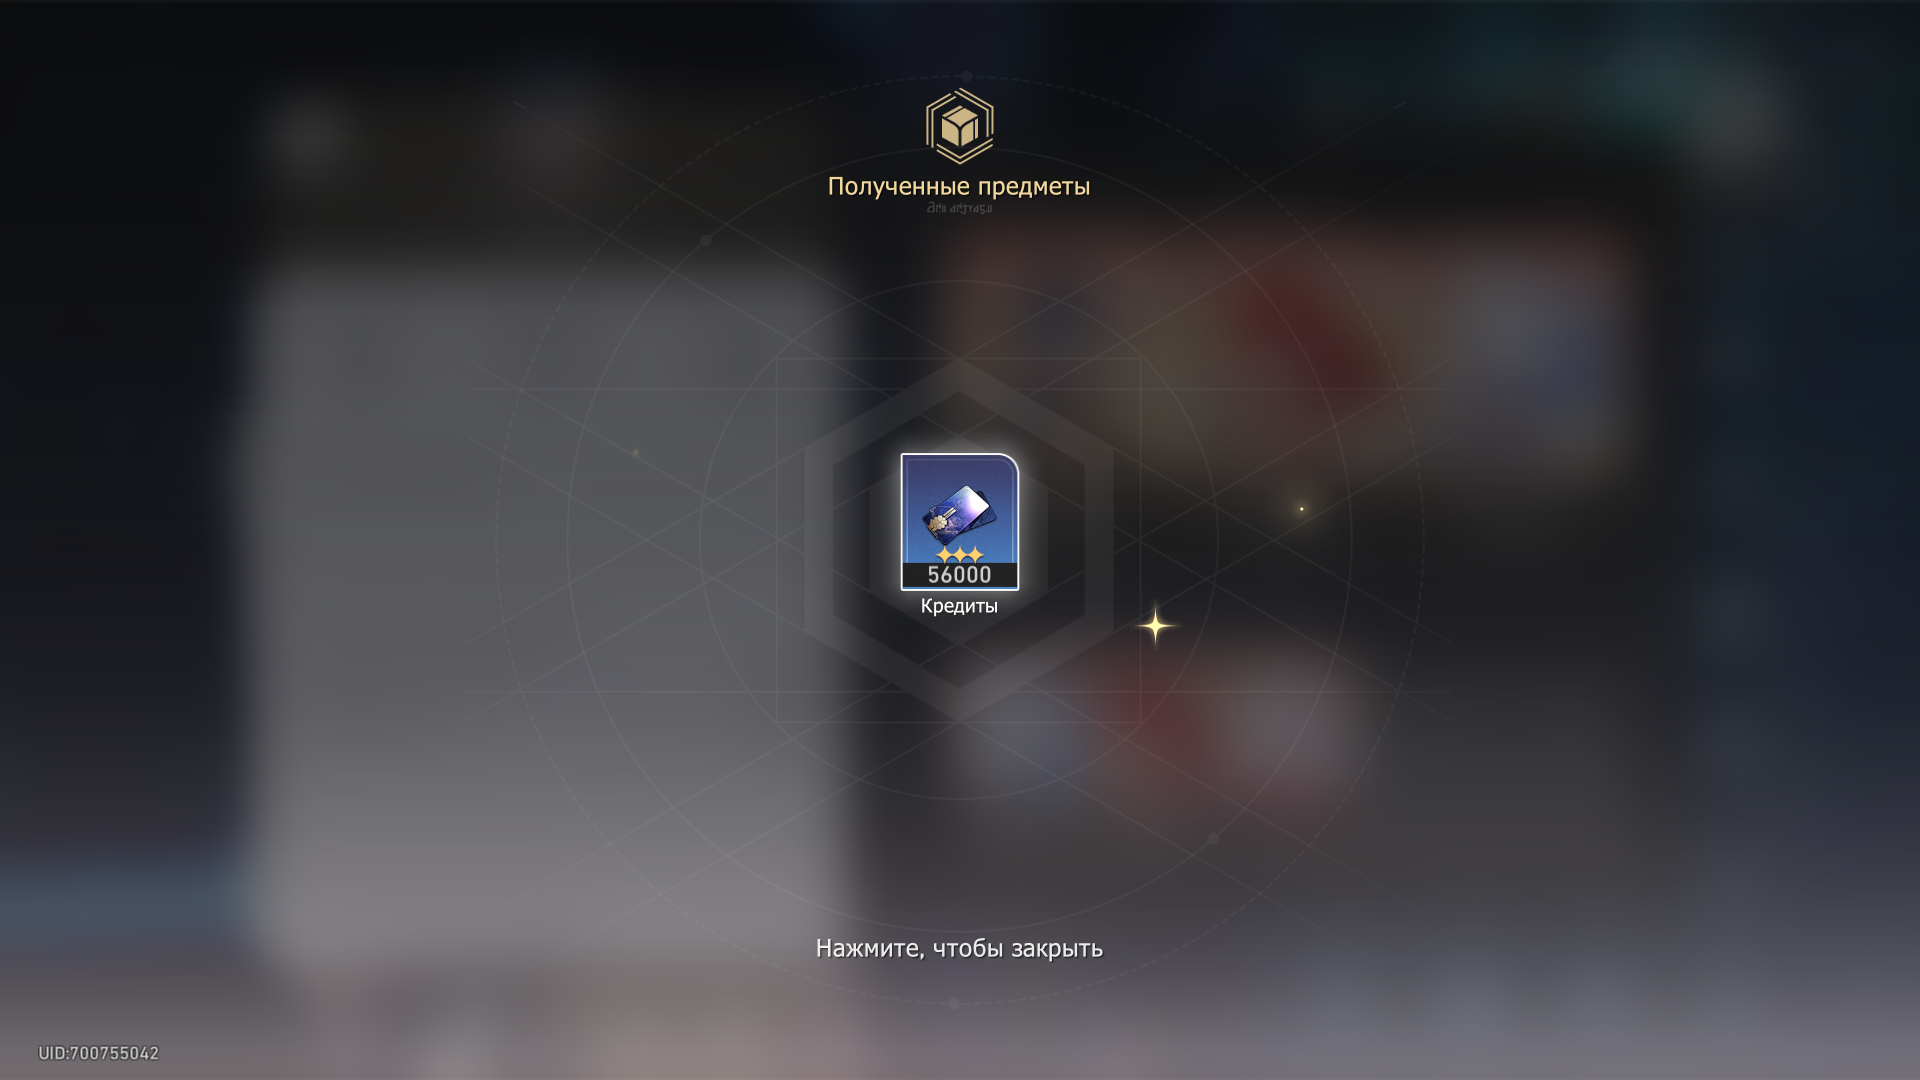 Полученные предметы
56000
Кредиты
Нажмите, чтобы закрыть
UID:700755042